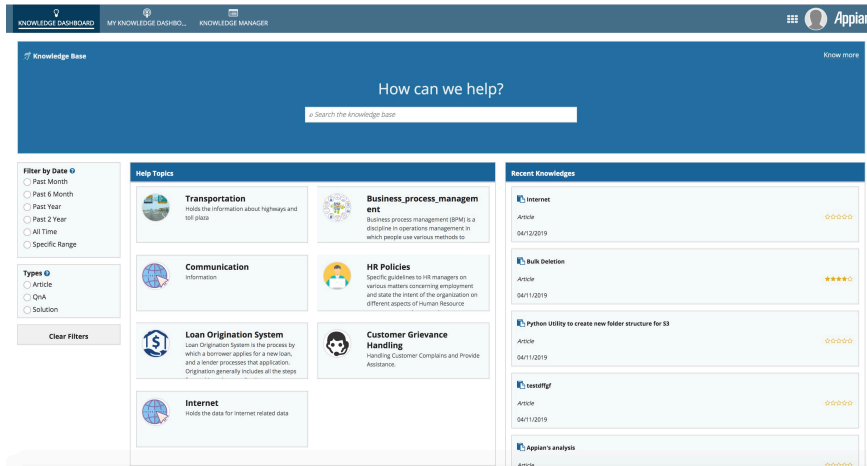 KNOWLEDGE DASHBOARD
MY KNOWLEDGE DASHBO...
KNOWLEDGE MANAGER
Appian
Knowledge Base
Know more
How can we help?
Search the knowledge base
Filter by Date
Past Month
Past 6 Month
Past Year
Past 2 Year
All Time
Specific Range
Types
Article
QnA
Solution
Clear Filters
Help Topics
Transportation
Holds the information about highways and
toll plaza
Business_process_managem
ent
Business process management (BPM) is a
discipline in operations management in
which people use various methods to
Communication
Information
HR Policies
Specific guidelines to HR managers on
various matters concerning employment
and state the intent of the organization on
different aspects of Human Resource
Loan Origination System
Loan Origination System is the process by
which a borrower applies for a new loan,
and a lender processes that application.
Origination generally includes all the steps
Customer Grievance
Handling
Handling Customer Complains and Provide
Assistance.
Internet
Holds the data for Internet related data
Recent Knowledges
Internet
Article
04/12/2019
Bulk Deletion
Article
04/11/2019
Python Utility to create new folder structure for S3
Article
04/11/2019
testdffgf
Article
04/11/2019
Appian's analysis
Article